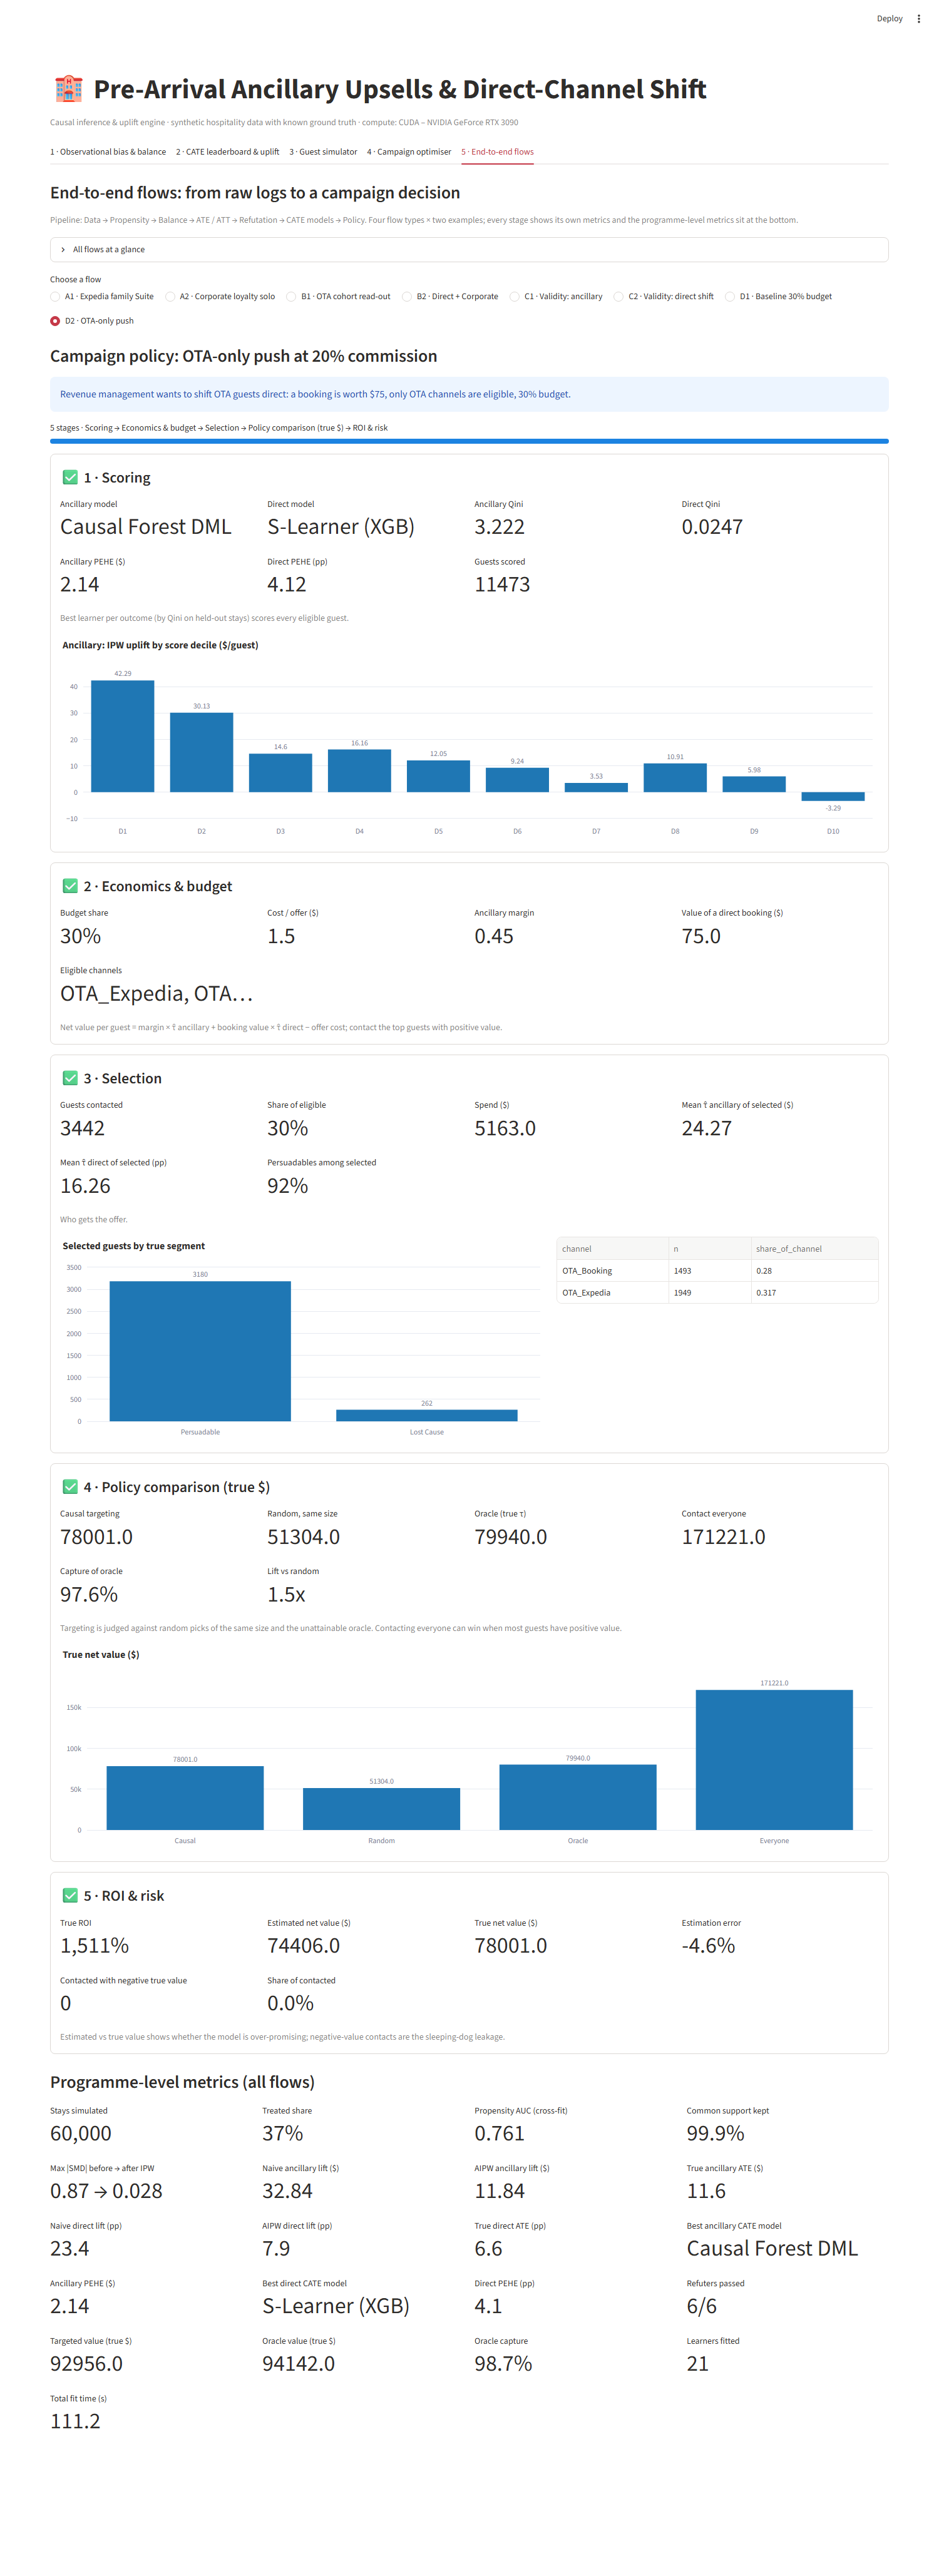 Deploy
Pre-Arrival Ancillary Upsells & Direct-Channel Shift
Causal inference & uplift engine · synthetic hospitality data with known ground truth · compute: CUDA – NVIDIA GeForce RTX 3090
1 · Observational bias & balance 2 · CATE leaderboard & uplift 3 · Guest simulator 4 · Campaign optimiser 5 · End-to-end flows
End-to-end flows: from raw logs to a campaign decision
Pipeline: Data → Propensity → Balance → ATE / ATT → Refutation → CATE models → Policy. Four flow types × two examples; every stage shows its own metrics and the programme-level metrics sit at the bottom.
All flows at a glance
Choose a flow
A1 · Expedia family Suite A2 · Corporate loyalty solo B1 · OTA cohort read-out B2 · Direct + Corporate C1 · Validity: ancillary C2 · Validity: direct shift D1 · Baseline 30% budget
D2 · OTA-only push
Campaign policy: OTA-only push at 20% commission
Revenue management wants to shift OTA guests direct: a booking is worth $75, only OTA channels are eligible, 30% budget.
5 stages · Scoring → Economics & budget → Selection → Policy comparison (true $) → ROI & risk
1 · Scoring
Ancillary model Direct model Ancillary Qini Direct Qini
Causal Forest DML S-Learner (XGB) 3.222 0.0247
Ancillary PEHE ($) Direct PEHE (pp) Guests scored
2.14 4.12 11473
Best learner per outcome (by Qini on held-out stays) scores every eligible guest.
Ancillary: IPW uplift by score decile ($/guest)
42.29
40
30.13
30
20
14.6 16.16
12.05
10
9.24 3.53 10.91 5.98
0
-3.29
−10
D1 D2 D3 D4 D5 D6 D7 D8 D9 D10
2 · Economics & budget
Budget share Cost / offer ($) Ancillary margin Value of a direct booking ($)
30% 1.5 0.45 75.0
Eligible channels
OTA_Expedia, OTA…
Net value per guest = margin × τ̂ ancillary + booking value × τ̂ direct − offer cost; contact the top guests with positive value.
3 · Selection
Guests contacted Share of eligible Spend ($) Mean τ̂ ancillary of selected ($)
3442 30% 5163.0 24.27
Mean τ̂ direct of selected (pp) Persuadables among selected
16.26 92%
Who gets the offer.
Selected guests by true segment
3500
3180
3000
2500
2000
1500
1000
500
262
0
Persuadable Lost Cause
channel n share_of_channel
OTA_Booking 1493 0.28
OTA_Expedia 1949 0.317
4 · Policy comparison (true $)
Causal targeting Random, same size Oracle (true τ) Contact everyone
78001.0 51304.0 79940.0 171221.0
Capture of oracle Lift vs random
97.6% 1.5x
Targeting is judged against random picks of the same size and the unattainable oracle. Contacting everyone can win when most guests have positive value.
True net value ($)
171221.0
150k
100k
78001.0 51304.0 79940.0
50k
0
Causal Random Oracle Everyone
5 · ROI & risk
True ROI Estimated net value ($) True net value ($) Estimation error
1,511% 74406.0 78001.0 -4.6%
Contacted with negative true value Share of contacted
0 0.0%
Estimated vs true value shows whether the model is over-promising; negative-value contacts are the sleeping-dog leakage.
Programme-level metrics (all flows)
Stays simulated Treated share Propensity AUC (cross-fit) Common support kept
60,000 37% 0.761 99.9%
Max |SMD| before → after IPW Naive ancillary lift ($) AIPW ancillary lift ($) True ancillary ATE ($)
0.87 → 0.028 32.84 11.84 11.6
Naive direct lift (pp) AIPW direct lift (pp) True direct ATE (pp) Best ancillary CATE model
23.4 7.9 6.6 Causal Forest DML
Ancillary PEHE ($) Best direct CATE model Direct PEHE (pp) Refuters passed
2.14 S-Learner (XGB) 4.1 6/6
Targeted value (true $) Oracle value (true $) Oracle capture Learners fitted
92956.0 94142.0 98.7% 21
Total fit time (s)
111.2